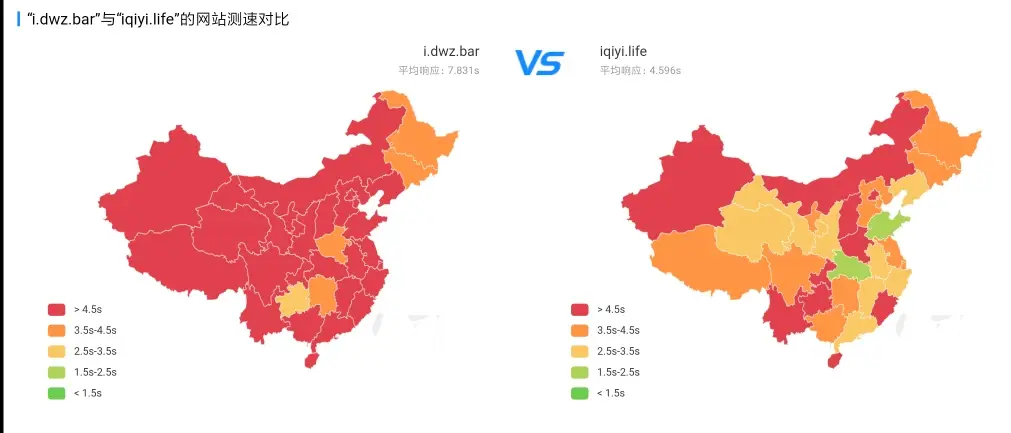 “i.dwz.bar”与“iqiyi.life”的网站测速对比
i.dwz.bar
平均响应：7.831s
VS
iqiyi.life
平均响应：4.596s
> 4.5s
3.5s-4.5s
2.5s-3.5s
1.5s-2.5s
< 1.5s
> 4.5s
3.5s-4.5s
2.5s-3.5s
1.5s-2.5s
< 1.5s